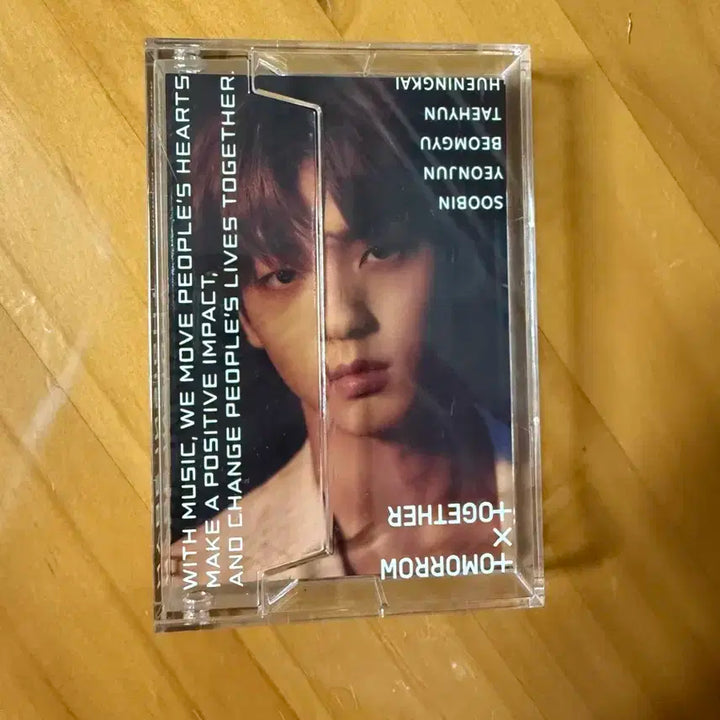 WITH MUSIC, WE MOVE PEOPLE'S HEARTS,
MAKE A POSITIVE IMPACT,
AND CHANGE PEOPLE'S LIVES TOGETHER.
TOMORROW
X
TOGETHER
SOOBIN
YEONJUN
BEOMGYU
TAEHYUN
HUENINGKAI